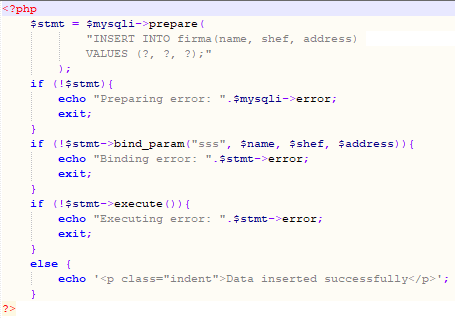 <?php
$stmt = $mysqli->prepare(
"INSERT INTO firma(name, shef, address)
VALUES (?, ?, ?);"
);
if (!$stmt){
echo "Preparing error: ".$mysqli->error;
exit;
}
if (!$stmt->bind_param("sss", $name, $shef, $address)){
echo "Binding error: ".$stmt->error;
exit;
}
if (!$stmt->execute()){
echo "Executing error: ".$stmt->error;
exit;
}
else {
echo '<p class="indent">Data inserted successfully</p>';
}
?>